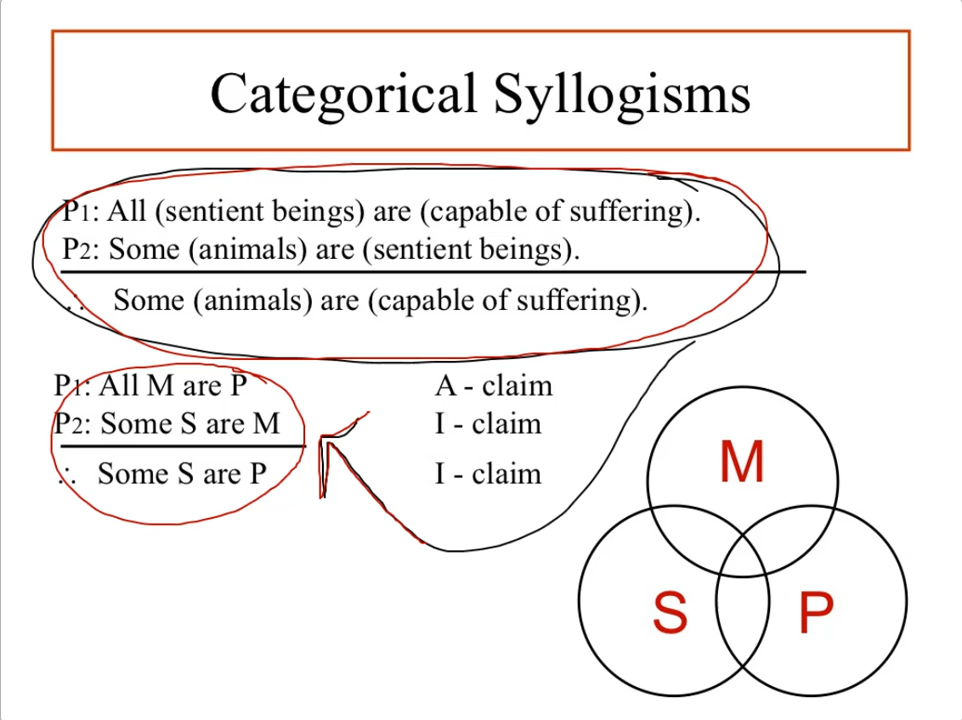 Categorical Syllogisms
P1: All (sentient beings) are (capable of suffering).
P2: Some (animals) are (sentient beings).
∴ Some (animals) are (capable of suffering).
P1: All M are P
A - claim
P2: Some S are M
I - claim
∴ Some S are P
I - claim
M
S
P